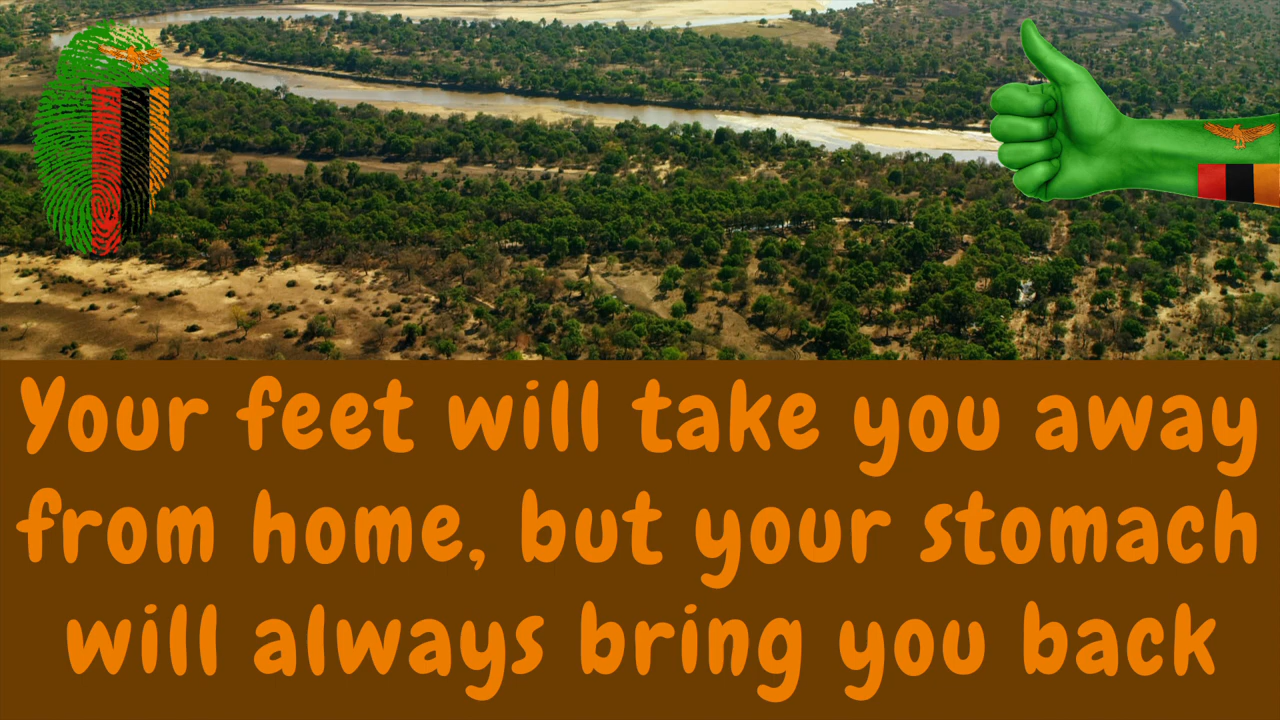 Your feet will take you away
from home, but your stomach
will always bring you back